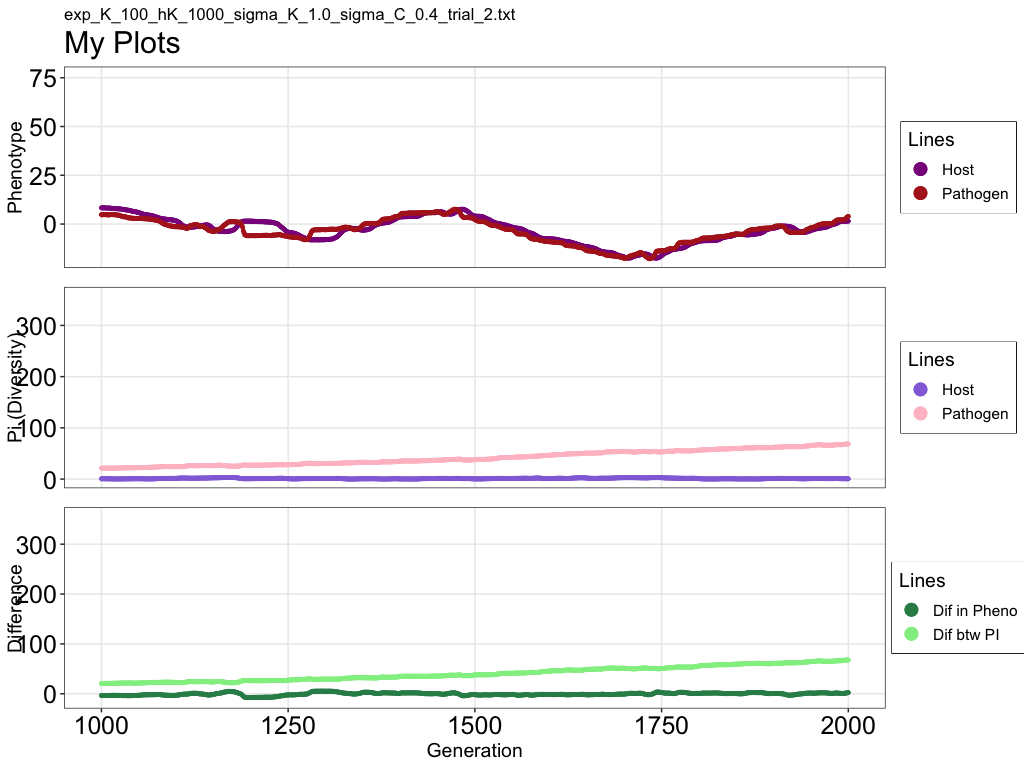 exp_K_100_hK_1000_sigma_K_1.0_sigma_C_0.4_trial_2.txt
My Plots
Phenotype
75
50
25
0
Lines
Host
Pathogen
Pi (Diversity)
300
200
100
0
Lines
Host
Pathogen
Difference
300
200
100
0
Lines
Dif in Pheno
Dif btw PI
1000
1250
1500
1750
2000
Generation